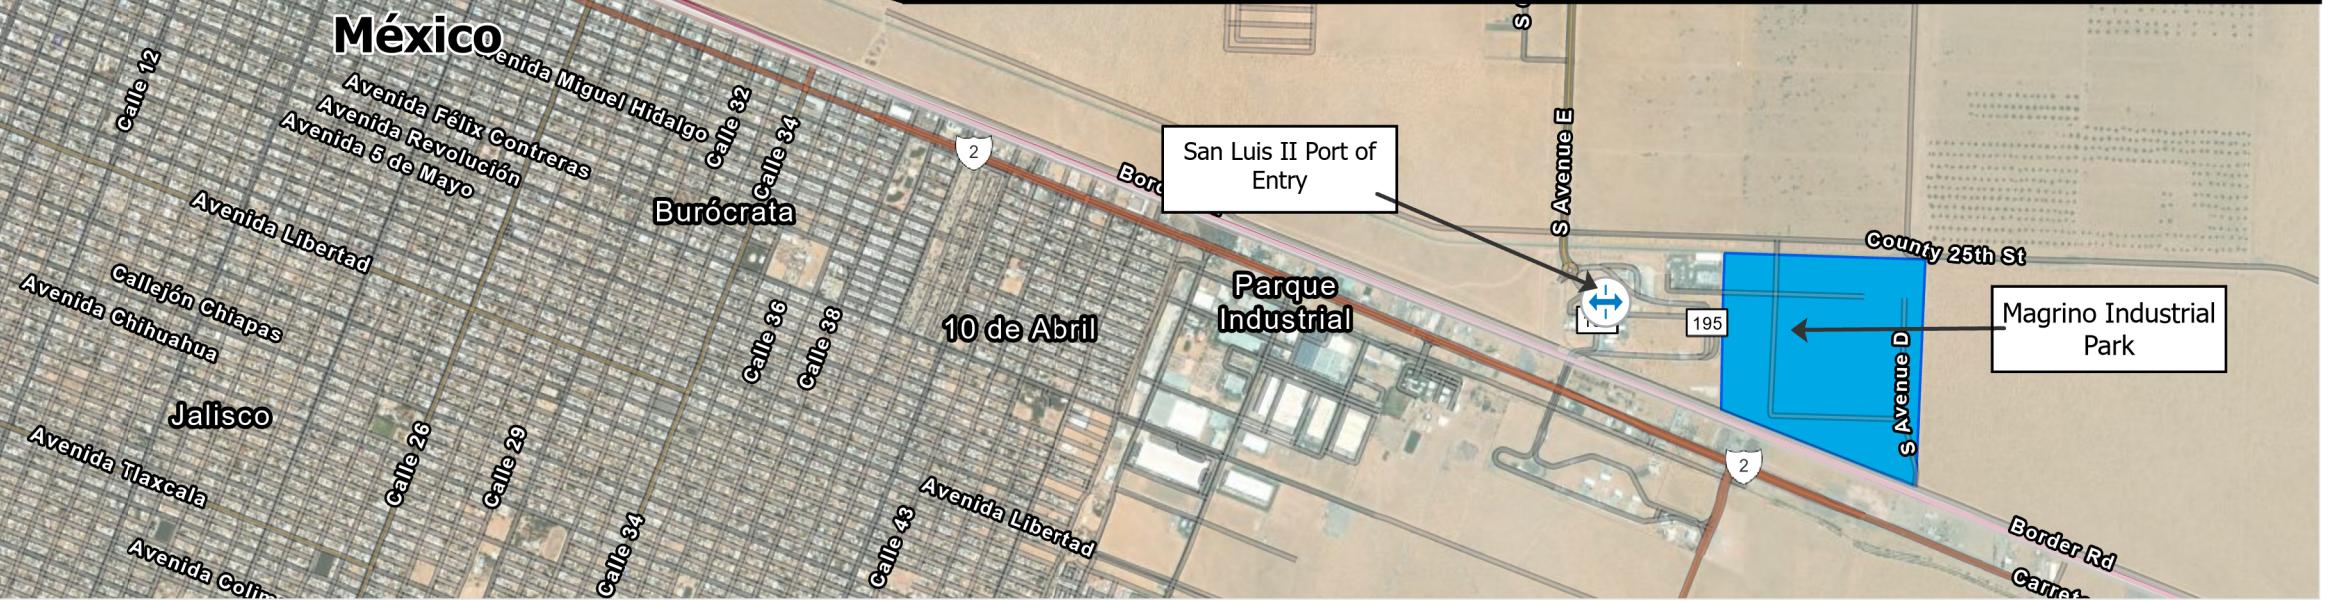 México
Calle 12
Avenida Miguel Hidalgo
Avenida Félix Contreras
Avenida Revolución
Avenida 5 de Mayo
Calle 32
Calle 34
Burócrata
Avenida Libertad
Callejón Chiapas
Avenida Chihuahua
Jalisco
Avenida Tlaxcala
Calle 26
Calle 29
Calle 34
Calle 36
Calle 38
Calle 43
10 de Abril
Avenida Libertad
2
San Luis II Port of
Entry
S Avenue E
Parque
Industrial
195
County 25th St
Magrino Industrial
Park
S Avenue D
2
Border Rd